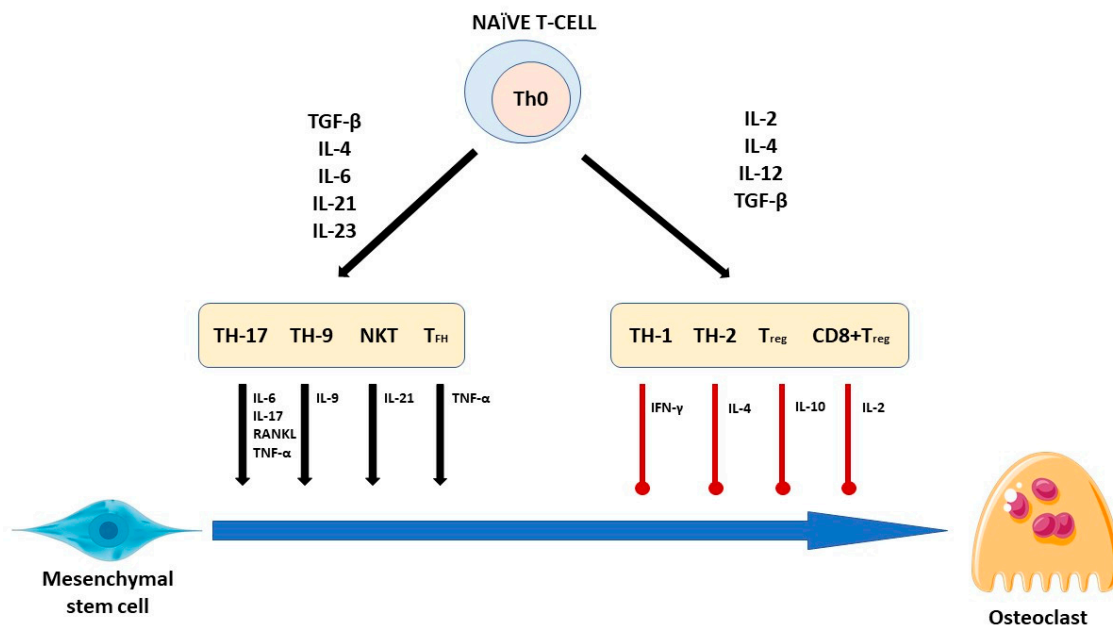 NAÏVE T-CELL
Th0
TGF-β
IL-4
IL-6
IL-21
IL-23
IL-2
IL-4
IL-12
TGF-β
TH-17 TH-9 NKT TFH
TH-1 TH-2 Treg CD8+Treg
IL-6
IL-17
RANKL
TNF-α
IL-9
IL-21
TNF-α
IFN-γ
IL-4
IL-10
IL-2
Mesenchymal
stem cell
Osteoclast